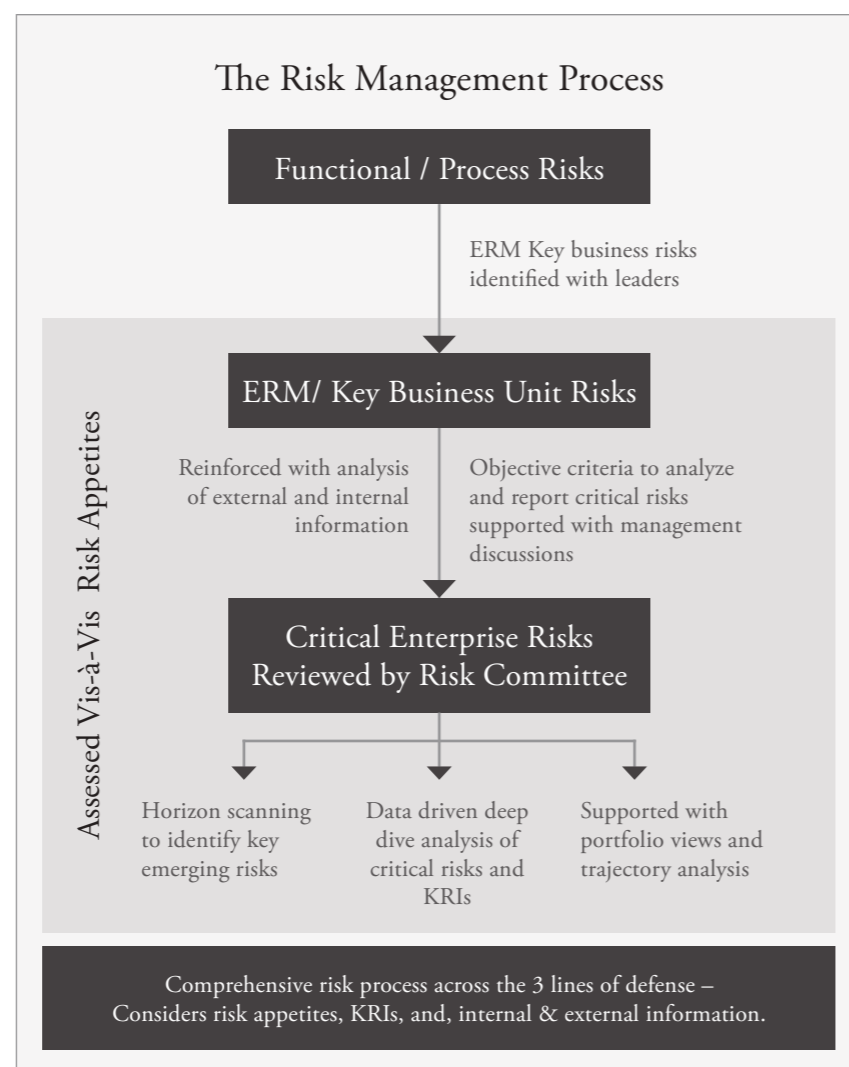 The Risk Management Process
Functional / Process Risks
ERM Key business risks
identified with leaders
ERM/ Key Business Unit Risks
Assessed Vis-à-Vis Risk Appetites
Reinforced with analysis
of external and internal
information
Objective criteria to analyze
and report critical risks
supported with management
discussions
Critical Enterprise Risks
Reviewed by Risk Committee
Horizon scanning
to identify key
emerging risks
Data driven deep
dive analysis of
critical risks and
KRIs
Supported with
portfolio views and
trajectory analysis
Comprehensive risk process across the 3 lines of defense –
Considers risk appetites, KRIs, and, internal & external information.